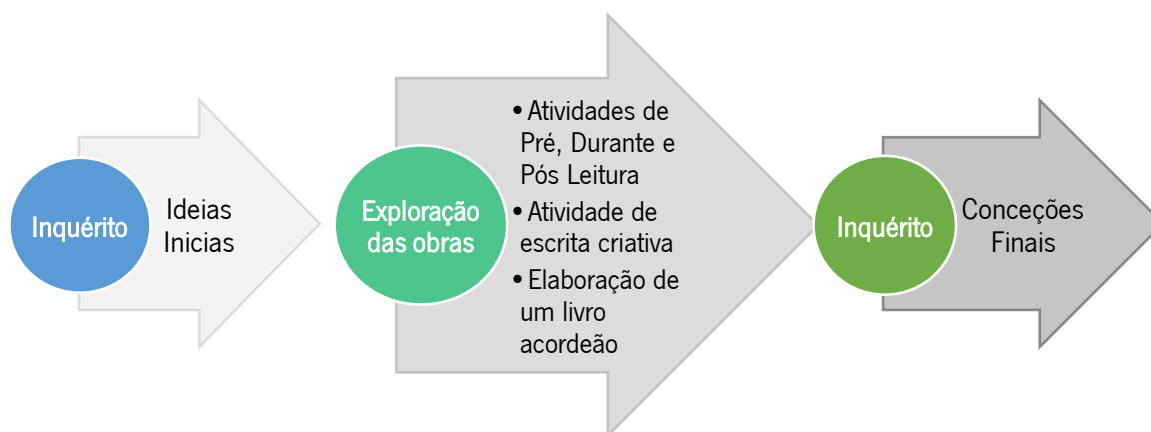 Inquérito
Ideias
Inicias
Exploração
das obras
• Atividades de
Pré, Durante e
Pós Leitura
• Atividade de
escrita criativa
• Elaboração de
um livro
acordeão
Inquérito
Conceções
Finais